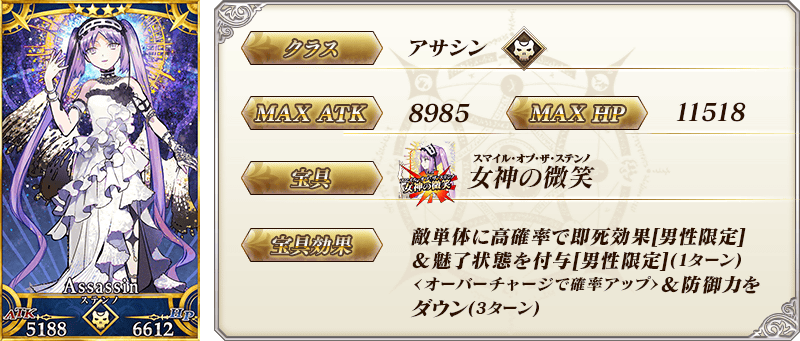 Assassin
ステンノ
ATK
HP
5188
6612
クラス
アサシン
MAX ATK
8985
MAX HP
11518
宝具
女神の微笑
スマイル・オブ・ザ・ステンノ
女神の微笑
宝具効果
敵単体に高確率で即死効果[男性限定]
＆魅了状態を付与[男性限定](1ターン)
<オーバーチャージで確率アップ>＆防御力を
ダウン(3ターン)